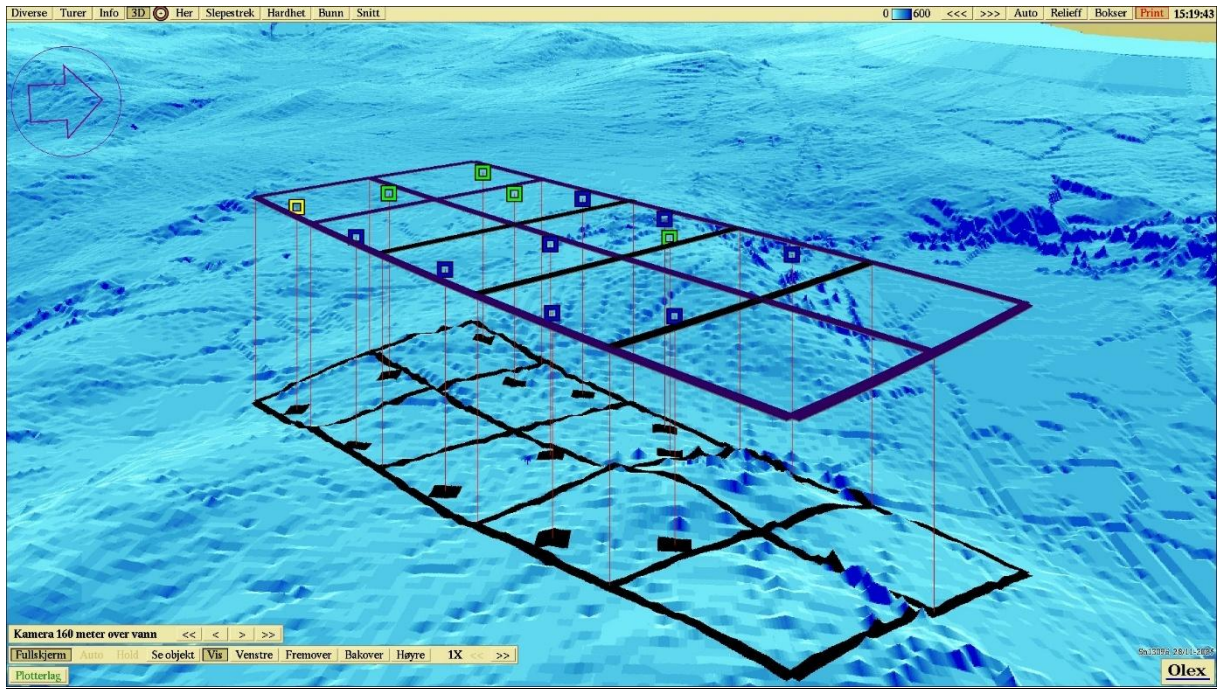 Diverse Turer Info 3D Her Slepestrek Hardhet Bunn Snitt 0 600 <<< >>> Auto Relieff Bokser Print 15:19:43
Kamera 160 meter over vann << < > >>
Fullskjerm Auto Hold Se objekt Vis Venstre Fremover Bakover Høyre 1X << >>
Plotterlag
Olex